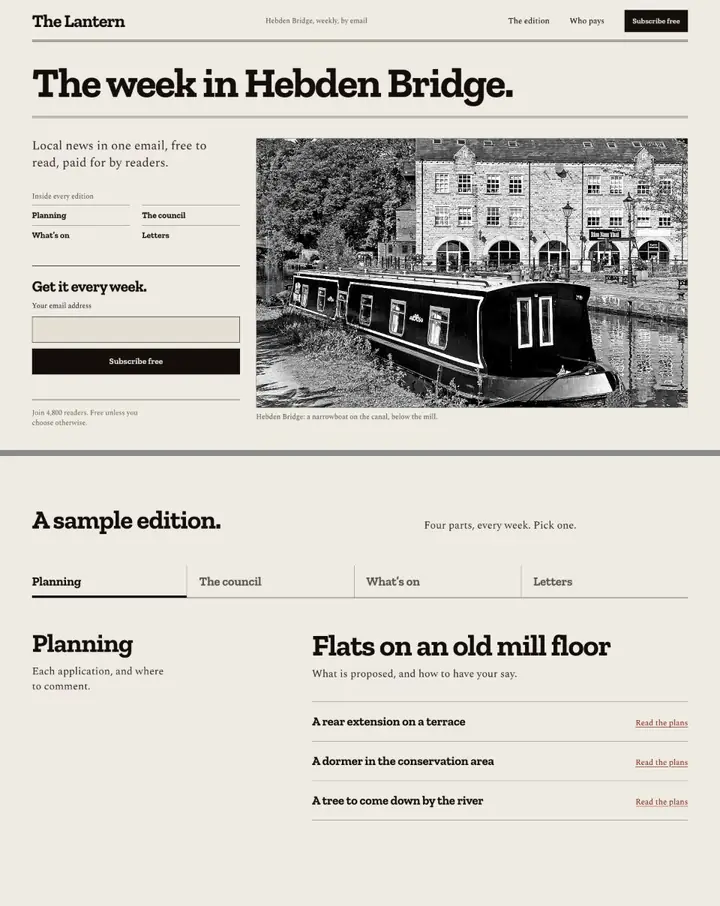 The Lantern
Hebden Bridge, weekly, by email
The edition
Who pays
Subscribe free
The week in Hebden Bridge.
Local news in one email, free to
read, paid for by readers.
Inside every edition
Planning
The council
What's on
Letters
Get it every week.
Your email address
Subscribe free
Join 4,800 readers. Free unless you
choose otherwise.
Hebden Bridge: a narrowboat on the canal, below the mill.
A sample edition.
Four parts, every week. Pick one.
Planning
The council
What's on
Letters
Planning
Each application, and where
to comment.
Flats on an old mill floor
What is proposed, and how to have your say.
A rear extension on a terrace
Read the plans
A dormer in the conservation area
Read the plans
A tree to come down by the river
Read the plans